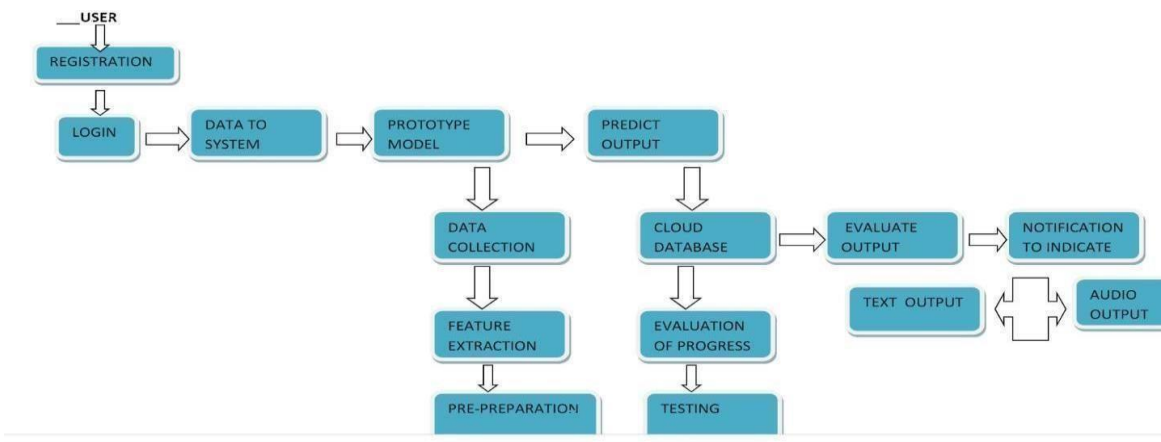 ___USER
REGISTRATION
LOGIN
DATA TO
SYSTEM
PROTOTYPE
MODEL
PREDICT
OUTPUT
DATA
COLLECTION
CLOUD
DATABASE
EVALUATE
OUTPUT
NOTIFICATION
TO INDICATE
TEXT OUTPUT
AUDIO
OUTPUT
FEATURE
EXTRACTION
EVALUATION
OF PROGRESS
PRE-PREPARATION
TESTING